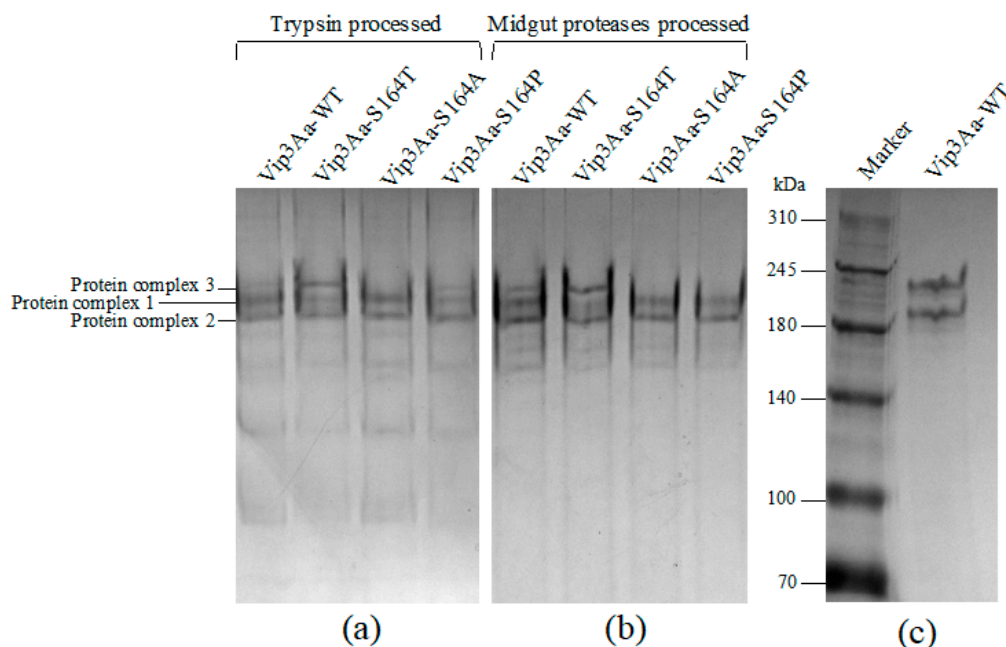 Trypsin processed
Midgut proteases processed
Vip3Aa-WT
Vip3Aa-S164T
Vip3Aa-S164A
Vip3Aa-S164P
Vip3Aa-WT
Vip3Aa-S164T
Vip3Aa-S164A
Vip3Aa-S164P
Marker
Vip3Aa-WT
Protein complex 3
Protein complex 1
Protein complex 2
kDa
310
245
180
140
100
70
(a)
(b)
(c)